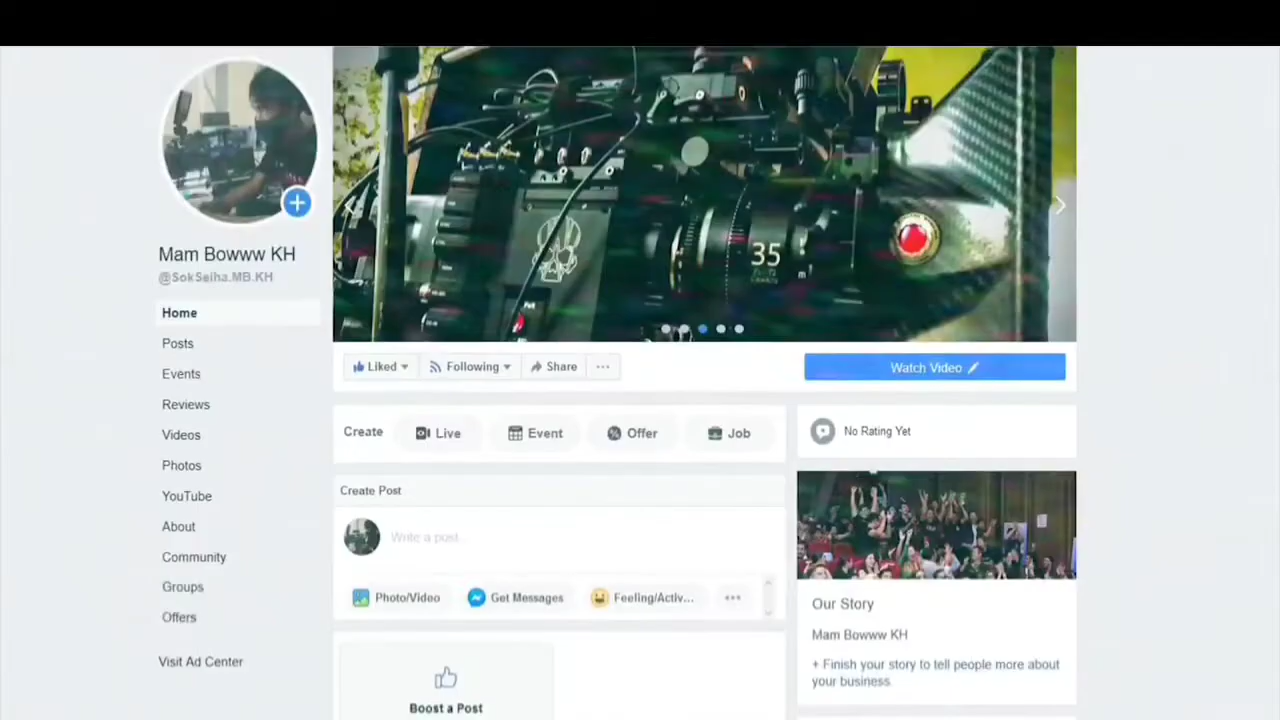 Mam Bowww KH
@SokSeiha.MB.KH
Home
Posts
Events
Reviews
Videos
Photos
YouTube
About
Community
Groups
Offers
Visit Ad Center
35
Liked
Following
Share
Watch Video
Create
Live
Event
Offer
Job
No Rating Yet
Create Post
Write a post...
Photo/Video
Get Messages
Feeling/Activ...
Our Story
Mam Bowww KH
+ Finish your story to tell people more about
your business
Boost a Post